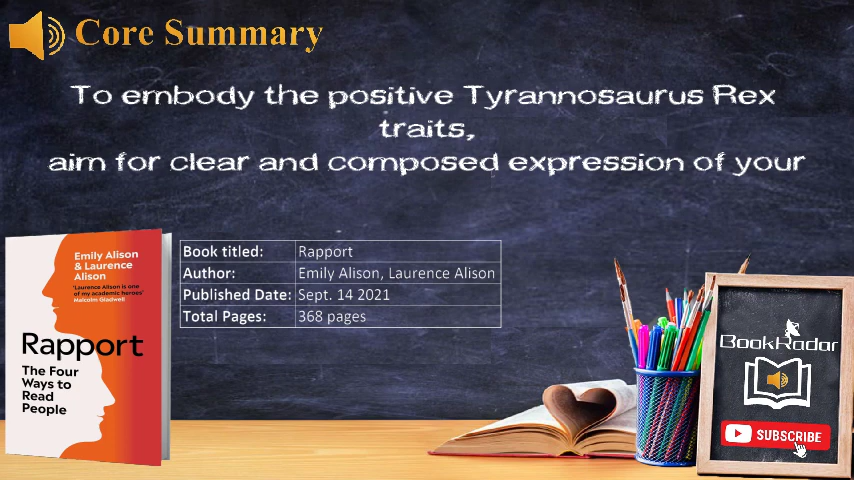 Core Summary
To embody the positive Tyrannosaurus Rex
traits,
aim for clear and composed expression of your
Emily Alison
& Laurence
Alison
'Laurence Alison is one
of my academic heroes'
Malcolm Gladwell
Rapport
The Four
Ways to
Read
People
Book titled: Rapport
Author: Emily Alison, Laurence Alison
Published Date: Sept. 14 2021
Total Pages: 368 pages
BookRadar
SUBSCRIBE